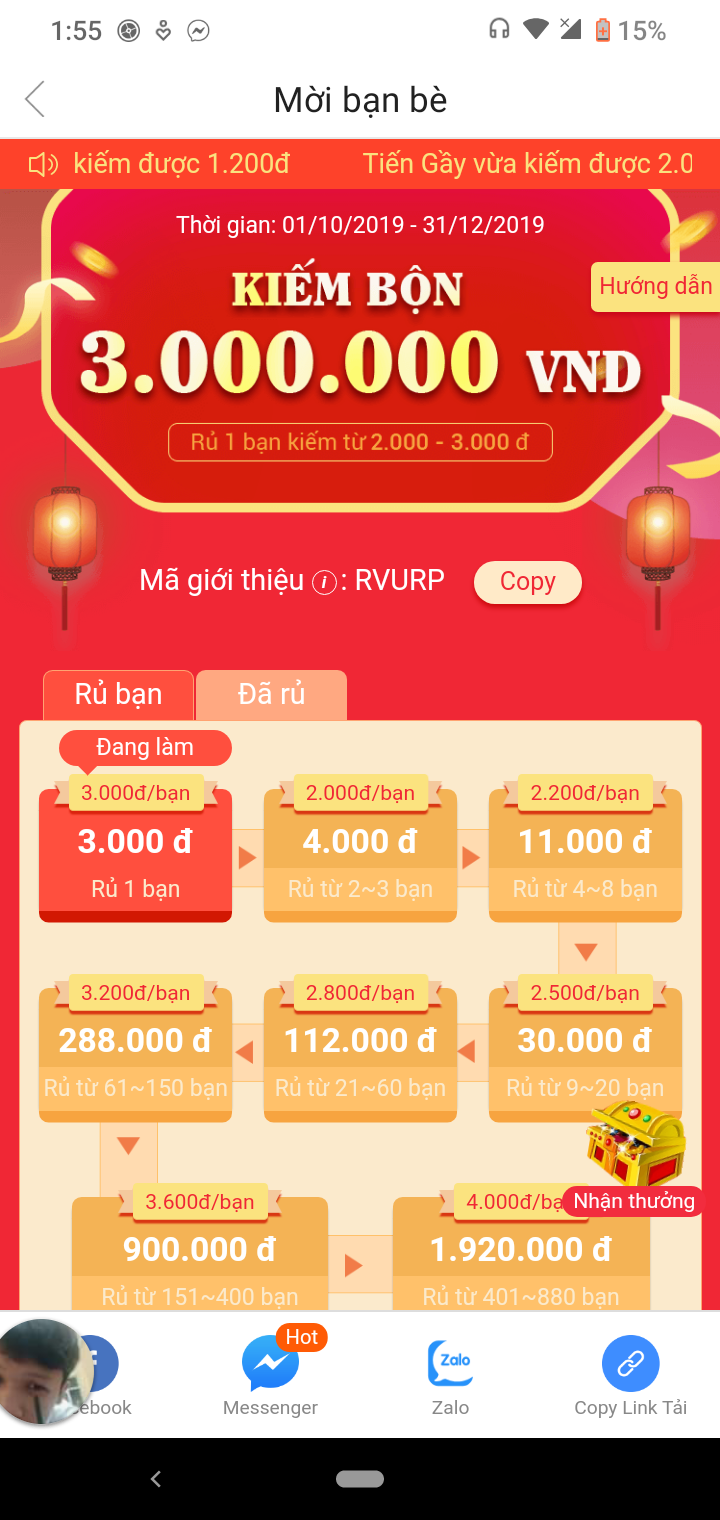 1:55
15%
Mời bạn bè
kiếm được 1.200đ Tiến Gầy vừa kiếm được 2.0
Thời gian: 01/10/2019 - 31/12/2019
KIẾM BỘN
Hướng dẫn
3.000.000 VND
Rủ 1 bạn kiếm từ 2.000 - 3.000 đ
Mã giới thiệu i : RVURP
Copy
Rủ bạn
Đã rủ
Đang làm
3.000đ/bạn
3.000 đ
Rủ 1 bạn
2.000đ/bạn
4.000 đ
Rủ từ 2~3 bạn
2.200đ/bạn
11.000 đ
Rủ từ 4~8 bạn
3.200đ/bạn
288.000 đ
Rủ từ 61~150 bạn
2.800đ/bạn
112.000 đ
Rủ từ 21~60 bạn
2.500đ/bạn
30.000 đ
Rủ từ 9~20 bạn
3.600đ/bạn
900.000 đ
Rủ từ 151~400 bạn
4.000đ/bạ
1.920.000 đ
Rủ từ 401~880 bạn
Nhận thưởng
f
ebook
Hot
Messenger
Zalo
Zalo
Copy Link Tải